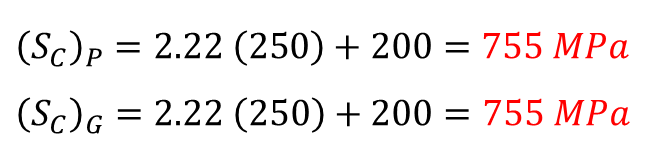 (S_C)_P = 2.22 (250) + 200 = 755 MPa
(S_C)_G = 2.22 (250) + 200 = 755 MPa